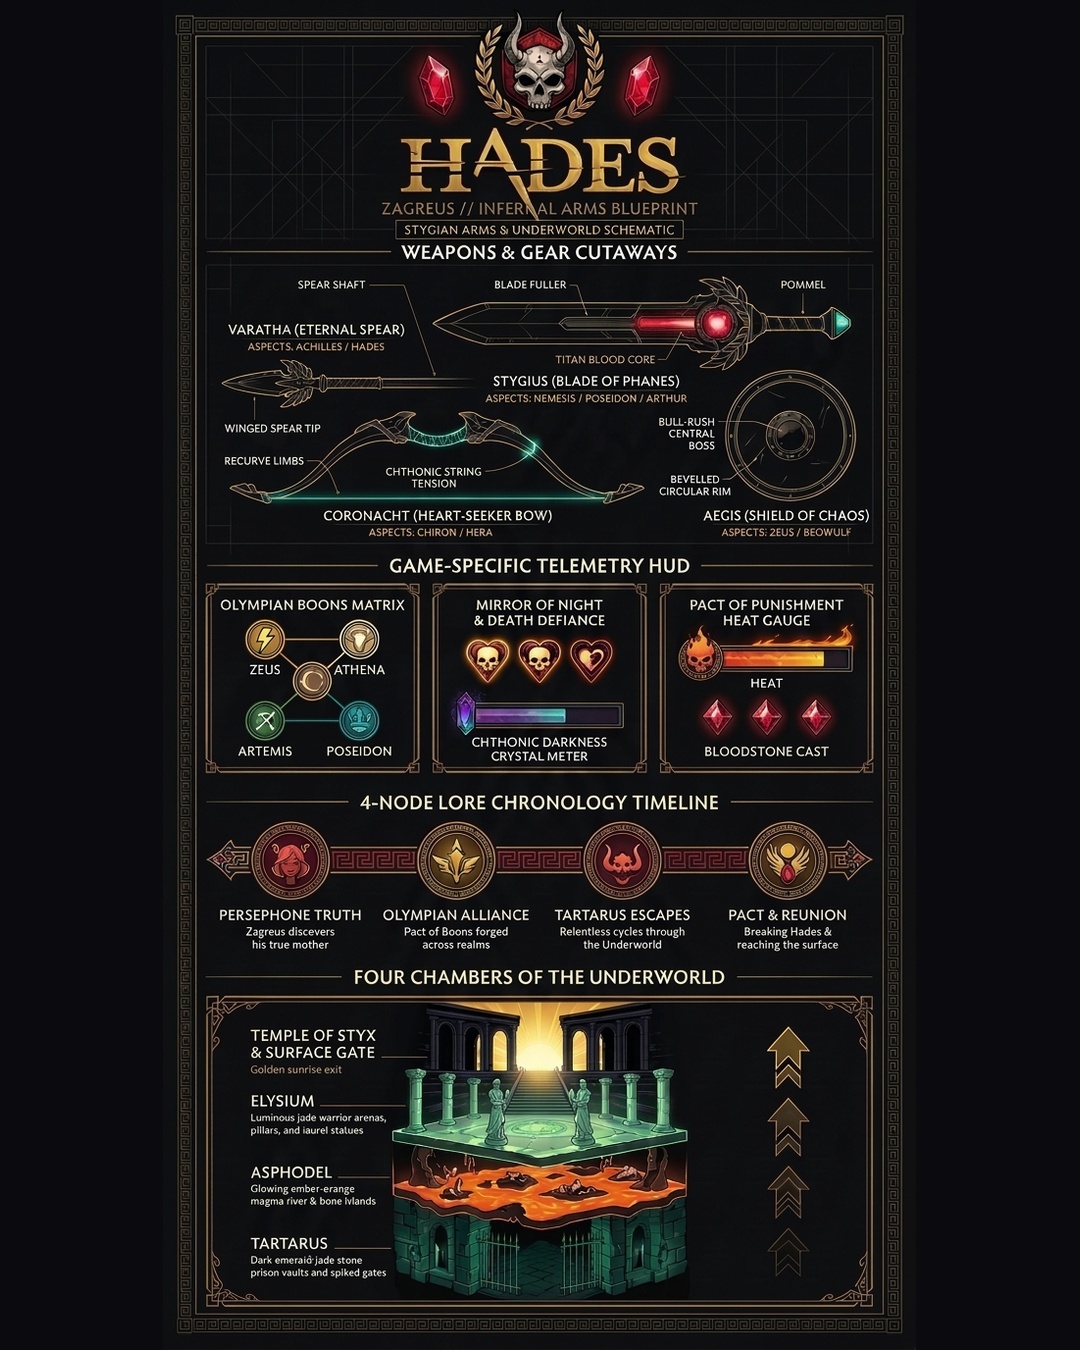 HADES
ZAGREUS // INFERNAL ARMS BLUEPRINT
STYGIAN ARMS & UNDERWORLD SCHEMATIC
WEAPONS & GEAR CUTAWAYS
SPEAR SHAFT
BLADE FULLER
POMMEL
VARATHA (ETERNAL SPEAR)
ASPECTS. ACHILLES / HADES
TITAN BLOOD CORE
STYGIUS (BLADE OF PHANES)
ASPECTS: NEMESIS / POSEIDON / ARTHUR
WINGED SPEAR TIP
BULL-RUSH
CENTRAL
BOSS
RECURVE LIMBS
CHTHONIC STRING
TENSION
BEVELLED
CIRCULAR RIM
CORONACHT (HEART-SEEKER BOW)
ASPECTS: CHIRON / HERA
AEGIS (SHIELD OF CHAOS)
ASPECTS: ZEUS / BEOWULF
GAME-SPECIFIC TELEMETRY HUD
OLYMPIAN BOONS MATRIX
ZEUS
ATHENA
ARTEMIS
POSEIDON
MIRROR OF NIGHT
& DEATH DEFIANCE
CHTHONIC DARKNESS
CRYSTAL METER
PACT OF PUNISHMENT
HEAT GAUGE
HEAT
BLOODSTONE CAST
4-NODE LORE CHRONOLOGY TIMELINE
PERSEPHONE TRUTH
Zagreus discevers
his true mother
OLYMPIAN ALLIANCE
Pact of Boons forged
across realms
TARTARUS ESCAPES
Relentless cycles through
the Underworld
PACT & REUNION
Breaking Hades &
reaching the surface
FOUR CHAMBERS OF THE UNDERWORLD
TEMPLE OF STYX
& SURFACE GATE
Golden sunrise exit
ELYSIUM
Luminous jade warrior arenas,
pillars, and iaurel statues
ASPHODEL
Glowing ember-erange
magma river & bone Ivlands
TARTARUS
Dark emeraid jade stone
prison vaults and spiked gates